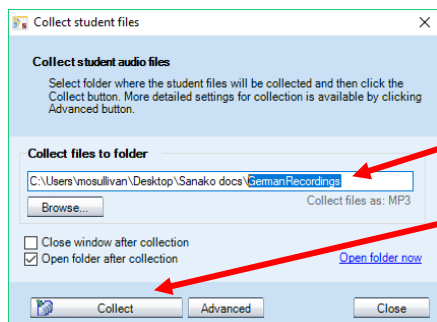 Collect student files
Collect student audio files
Select folder where the student files will be collected and then click the
Collect button. More detailed settings for collection is available by clicking
Advanced button.
Collect files to folder
C:\Users\mosullivan\Desktop\Sanako docs\GermanRecordings
Browse...
Collect files as: MP3
Close window after collection
Open folder after collection
Open folder now
Collect
Advanced
Close